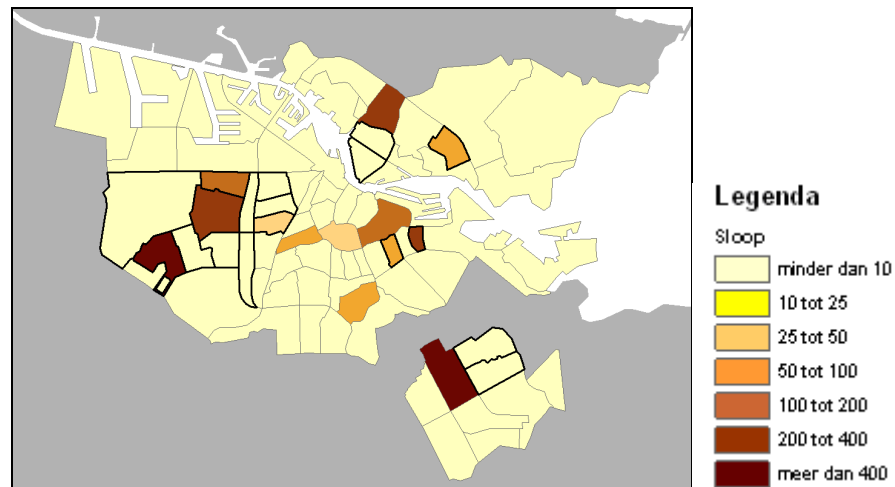 Legenda
Sloop
minder dan 10
10 tot 25
25 tot 50
50 tot 100
100 tot 200
200 tot 400
meer dan 400